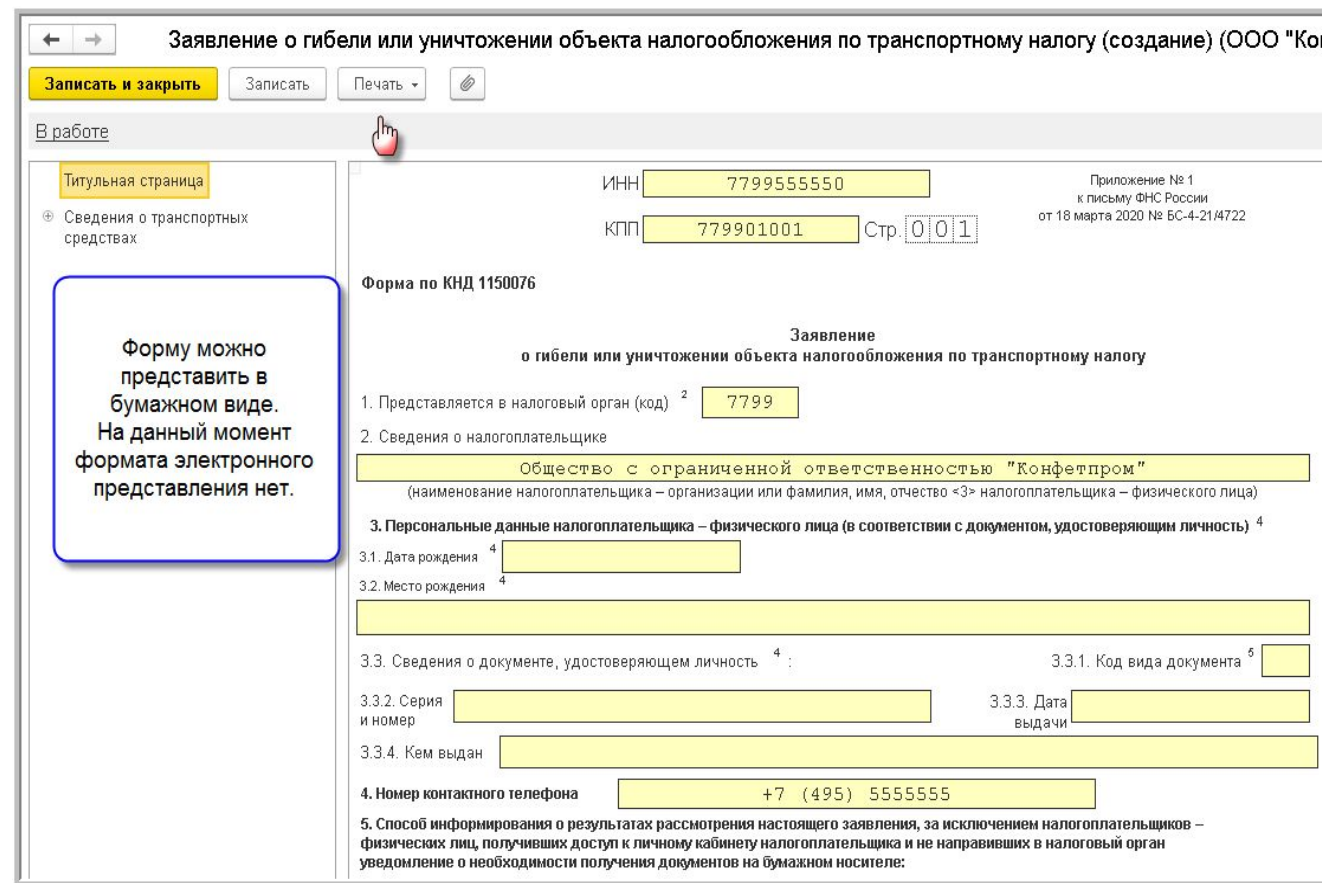 Заявление о гибели или уничтожении объекта налогообложения по транспортному налогу (создание) (ООО "Кон
Записать и закрыть Записать Печать
В работе
Титульная страница
Сведения о транспортных
средствах
Форму можно
представить в
бумажном виде.
На данный момент
формата электронного
представления нет.
ИНН 7799555550
Приложение № 1
к письму ФНС России
от 18 марта 2020 № БС-4-21/4722
КПП 779901001 Стр. 001
Форма по КНД 1150076
Заявление
о гибели или уничтожении объекта налогообложения по транспортному налогу
1. Представляется в налоговый орган (код) 2 7799
2. Сведения о налогоплательщике
Общество с ограниченной ответственностью "Конфетпром"
(наименование налогоплательщика – организации или фамилия, имя, отчество <3> налогоплательщика – физического лица)
3. Персональные данные налогоплательщика – физического лица (в соответствии с документом, удостоверяющим личность) 4
3.1. Дата рождения 4
3.2. Место рождения 4
3.3. Сведения о документе, удостоверяющем личность 4 : 3.3.1. Код вида документа 5
3.3.2. Серия
и номер
3.3.3. Дата
выдачи
3.3.4. Кем выдан
4. Номер контактного телефона +7 (495) 5555555
5. Способ информирования о результатах рассмотрения настоящего заявления, за исключением налогоплательщиков –
физических лиц, получивших доступ к личному кабинету налогоплательщика и не направивших в налоговый орган
уведомление о необходимости получения документов на бумажном носителе: